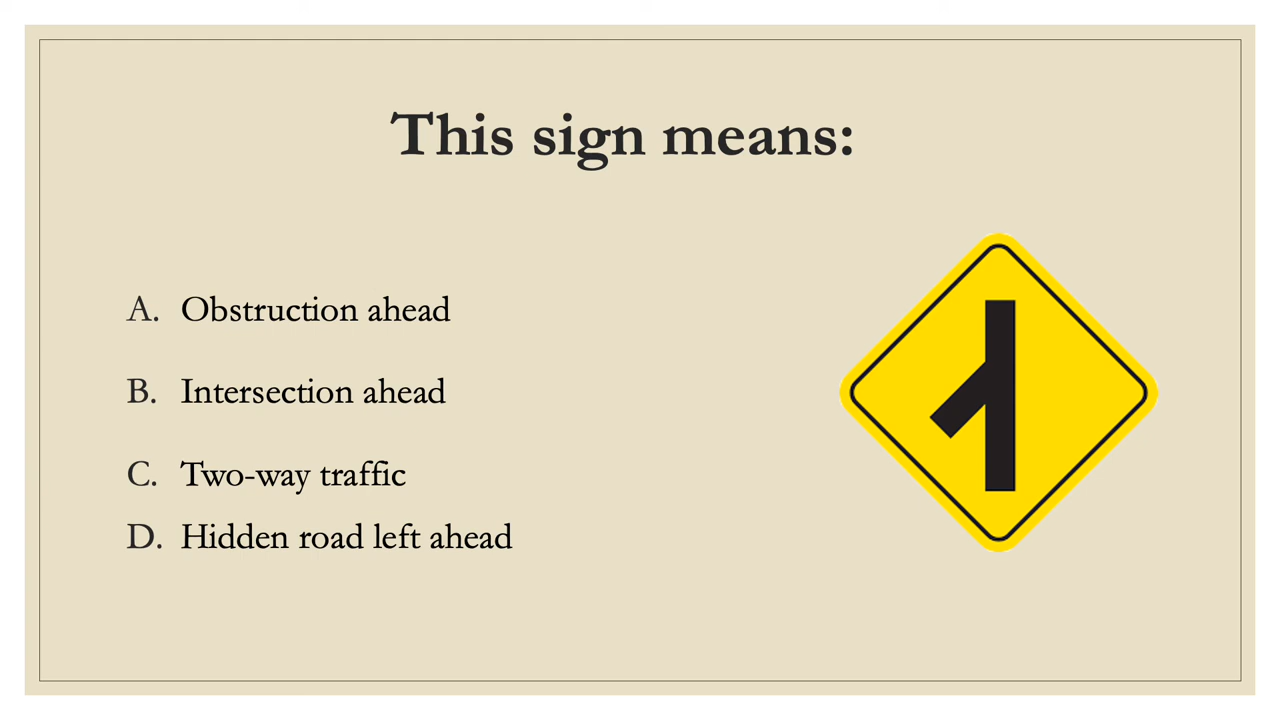 This sign means:
A. Obstruction ahead
B. Intersection ahead
C. Two-way traffic
D. Hidden road left ahead